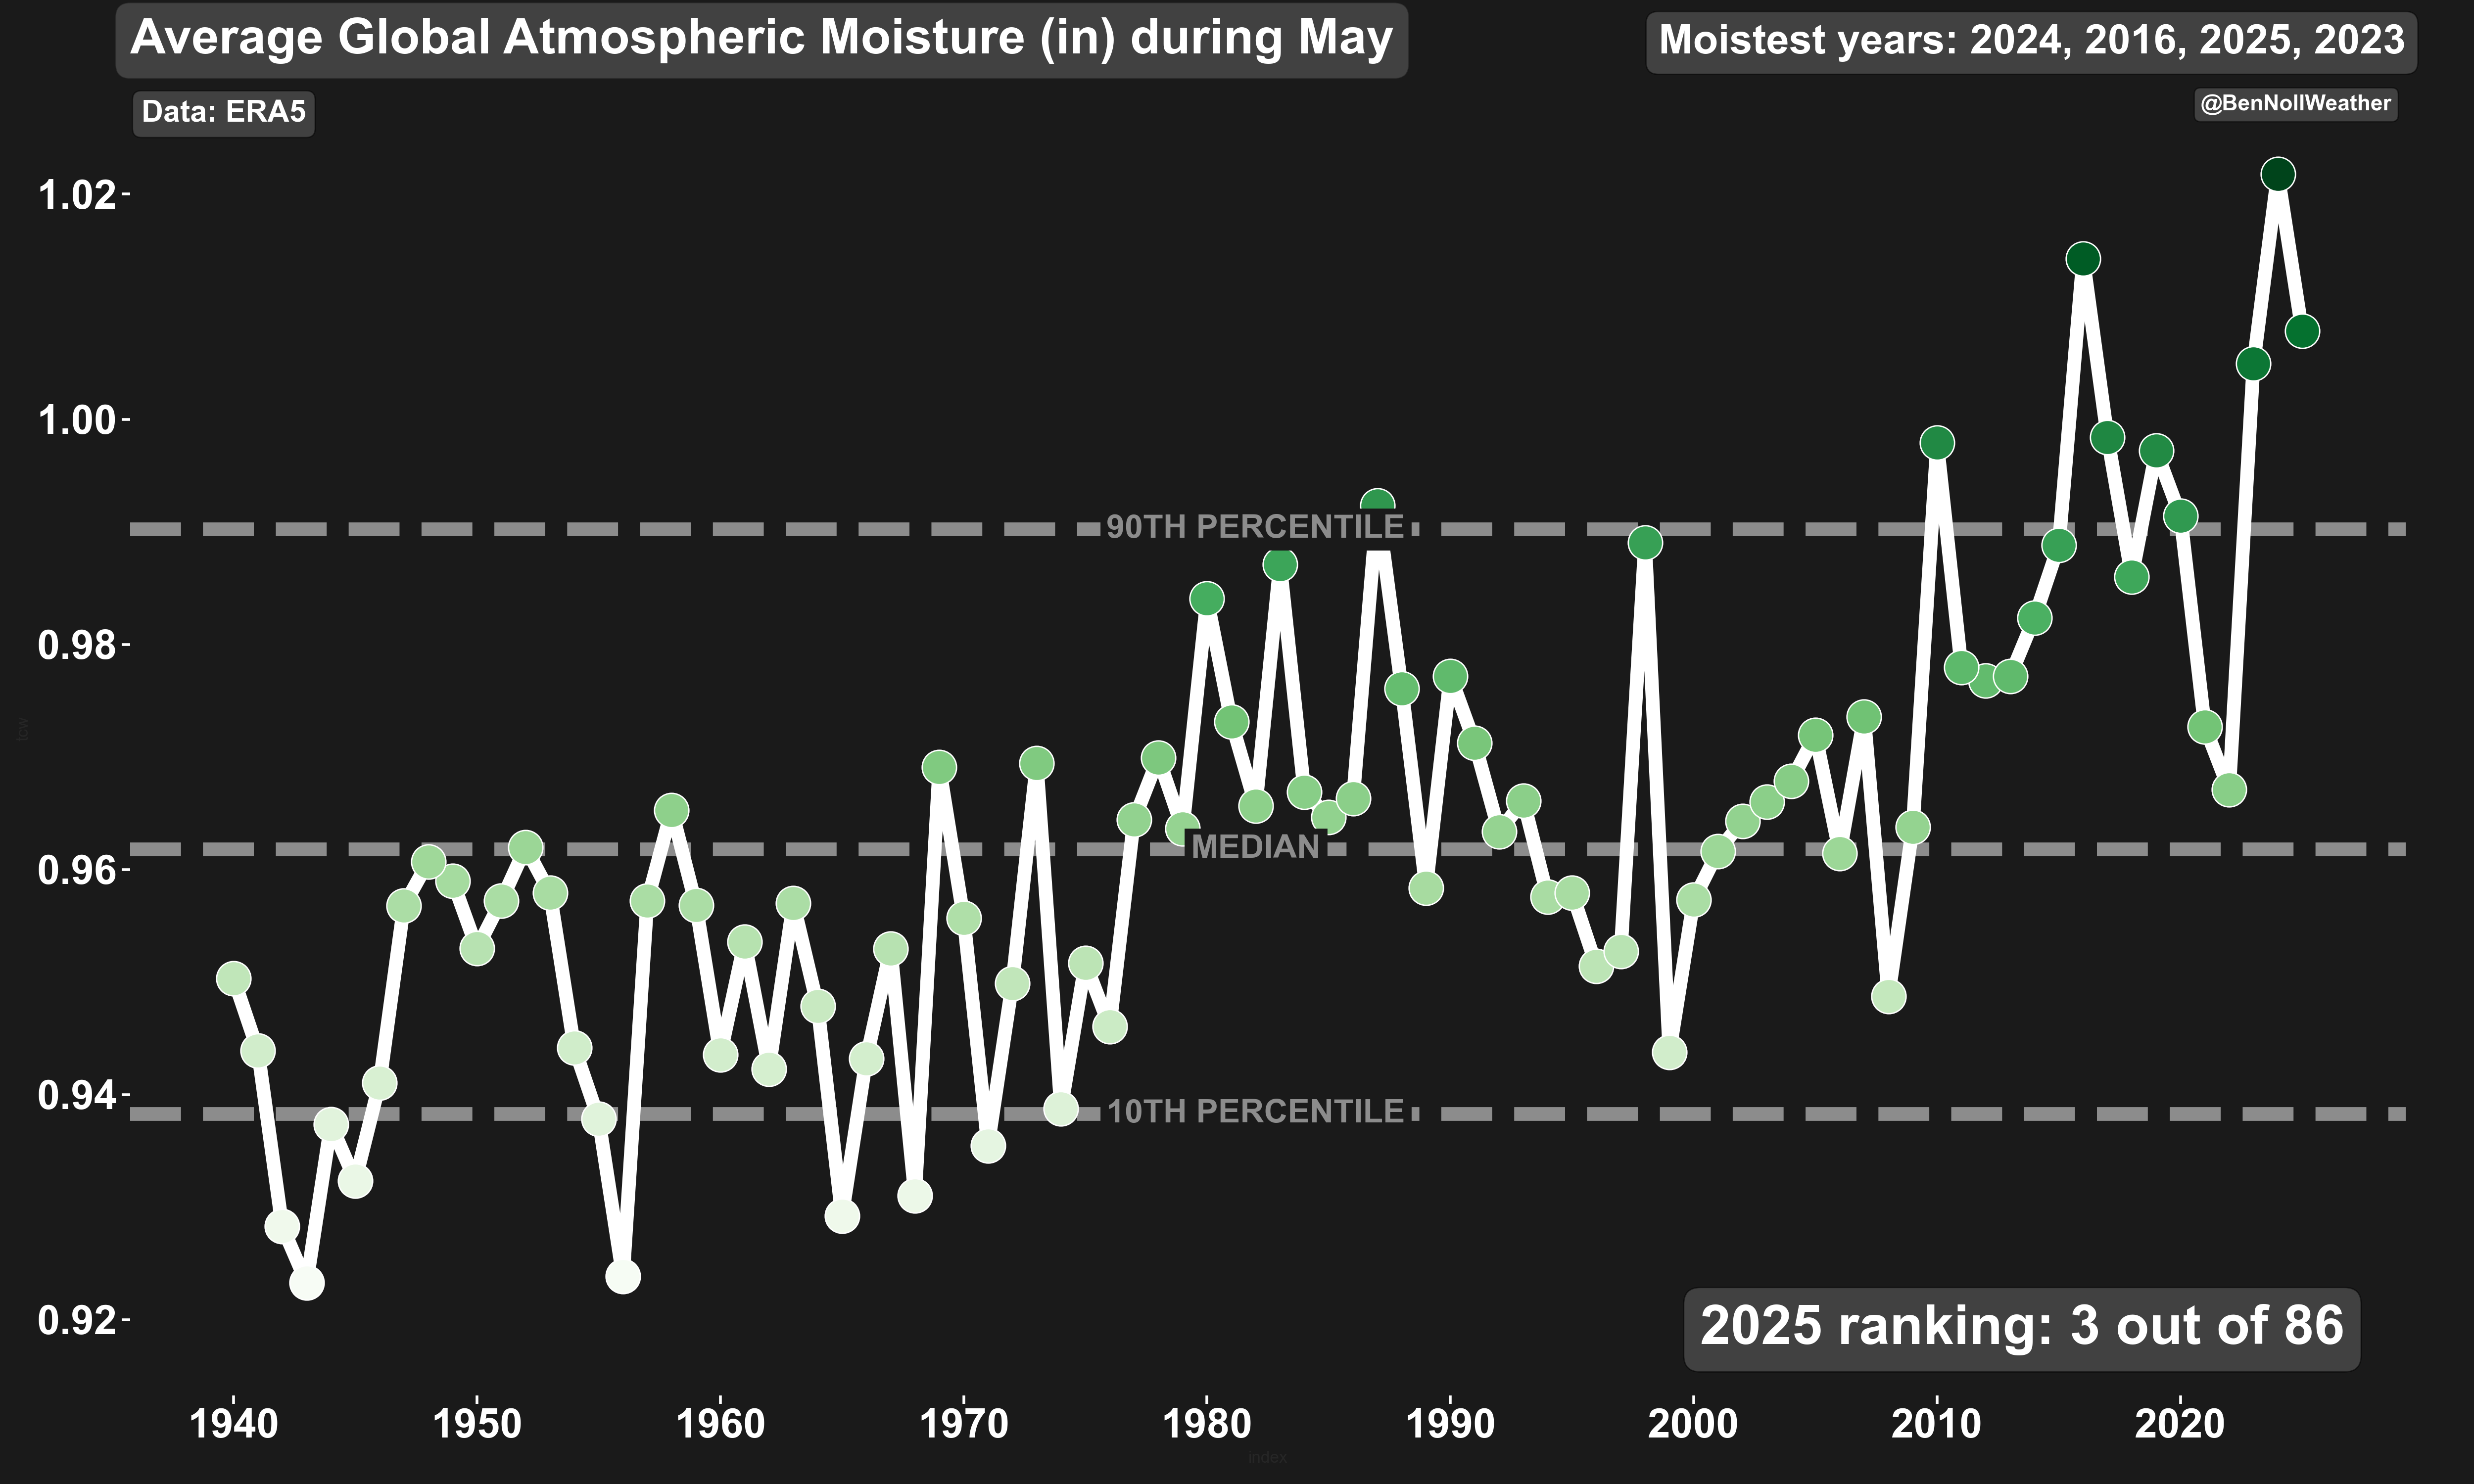 Average Global Atmospheric Moisture (in) during May
Moistest years: 2024, 2016, 2025, 2023
Data: ERA5
@BenNollWeather
1.02
1.00
90TH PERCENTILE
0.98
tcw
MEDIAN
0.96
0.94
10TH PERCENTILE
0.92
2025 ranking: 3 out of 86
1940 1950 1960 1970 1980 1990 2000 2010 2020
index